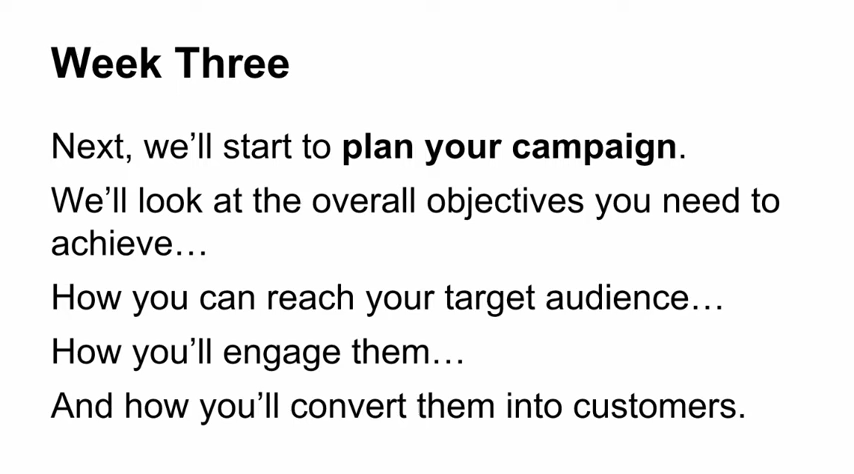 Week Three
Next, we’ll start to plan your campaign.
We’ll look at the overall objectives you need to
achieve…
How you can reach your target audience…
How you’ll engage them…
And how you’ll convert them into customers.